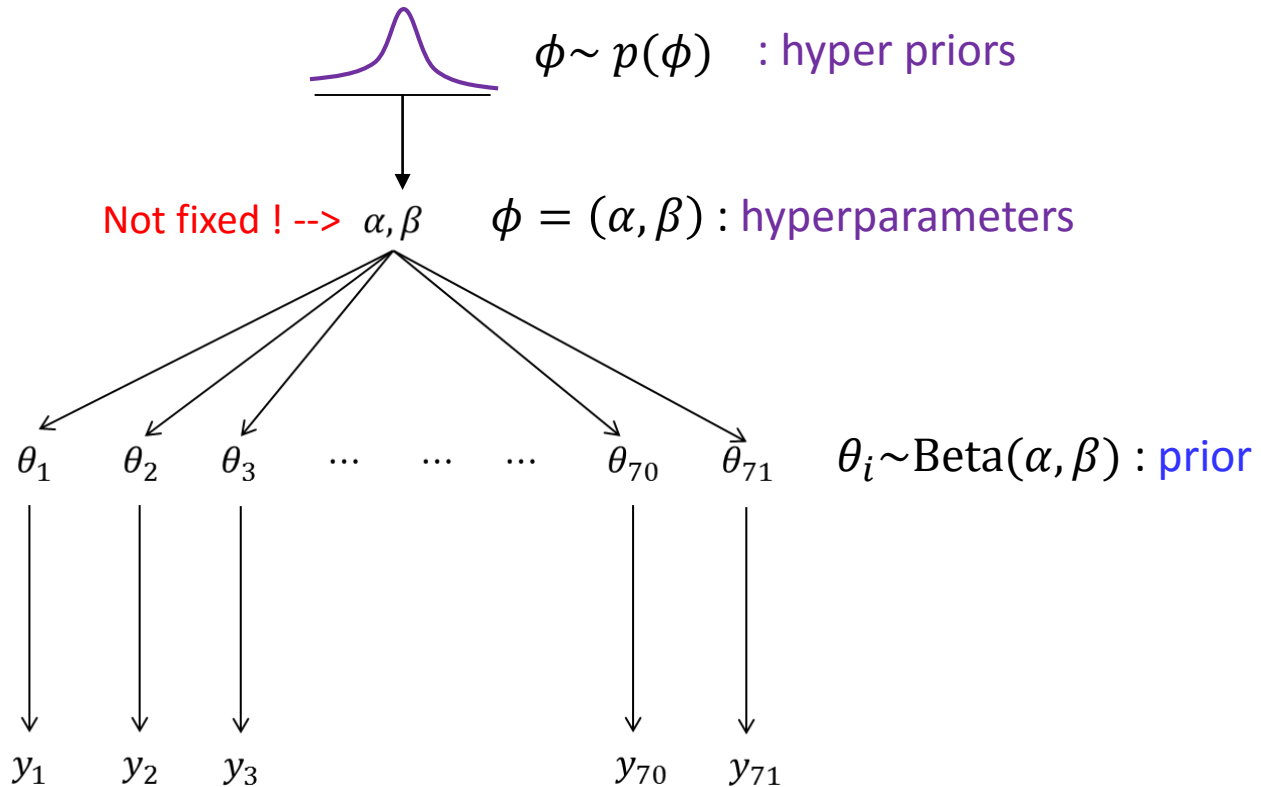 ϕ~ p(ϕ) : hyper priors
Not fixed ! --> α, β ϕ = (α, β) : hyperparameters
θ₁ θ₂ θ₃ ... ... ... θ₇₀ θ₇₁ θᵢ~Beta(α, β) : prior
y₁ y₂ y₃ y₇₀ y₇₁